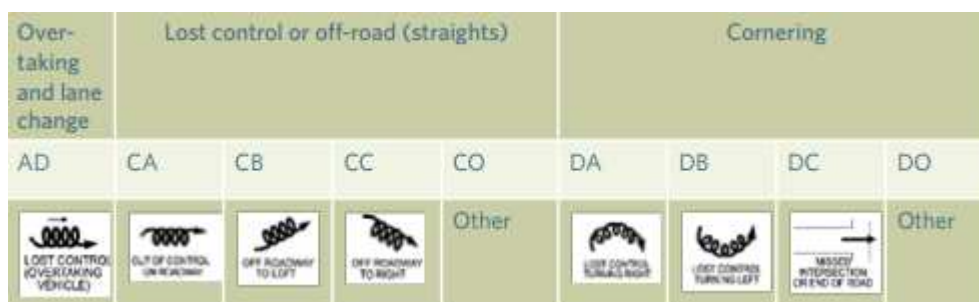 Over-
taking
and lane
change
Lost control or off-road (straights)
Cornering
AD
CA
CB
CC
CO
DA
DB
DC
DO
LOST CONTROL
(OVERTAKING
VEHICLE)
OUT OF CONTROL
ON ROADWAY
OFF ROADWAY
TO LEFT
OFF ROADWAY
TO RIGHT
Other
LOST CONTROL
TURNING RIGHT
LOST CONTROL
TURNING LEFT
MISSED
INTERSECTION
OR END OF ROAD
Other